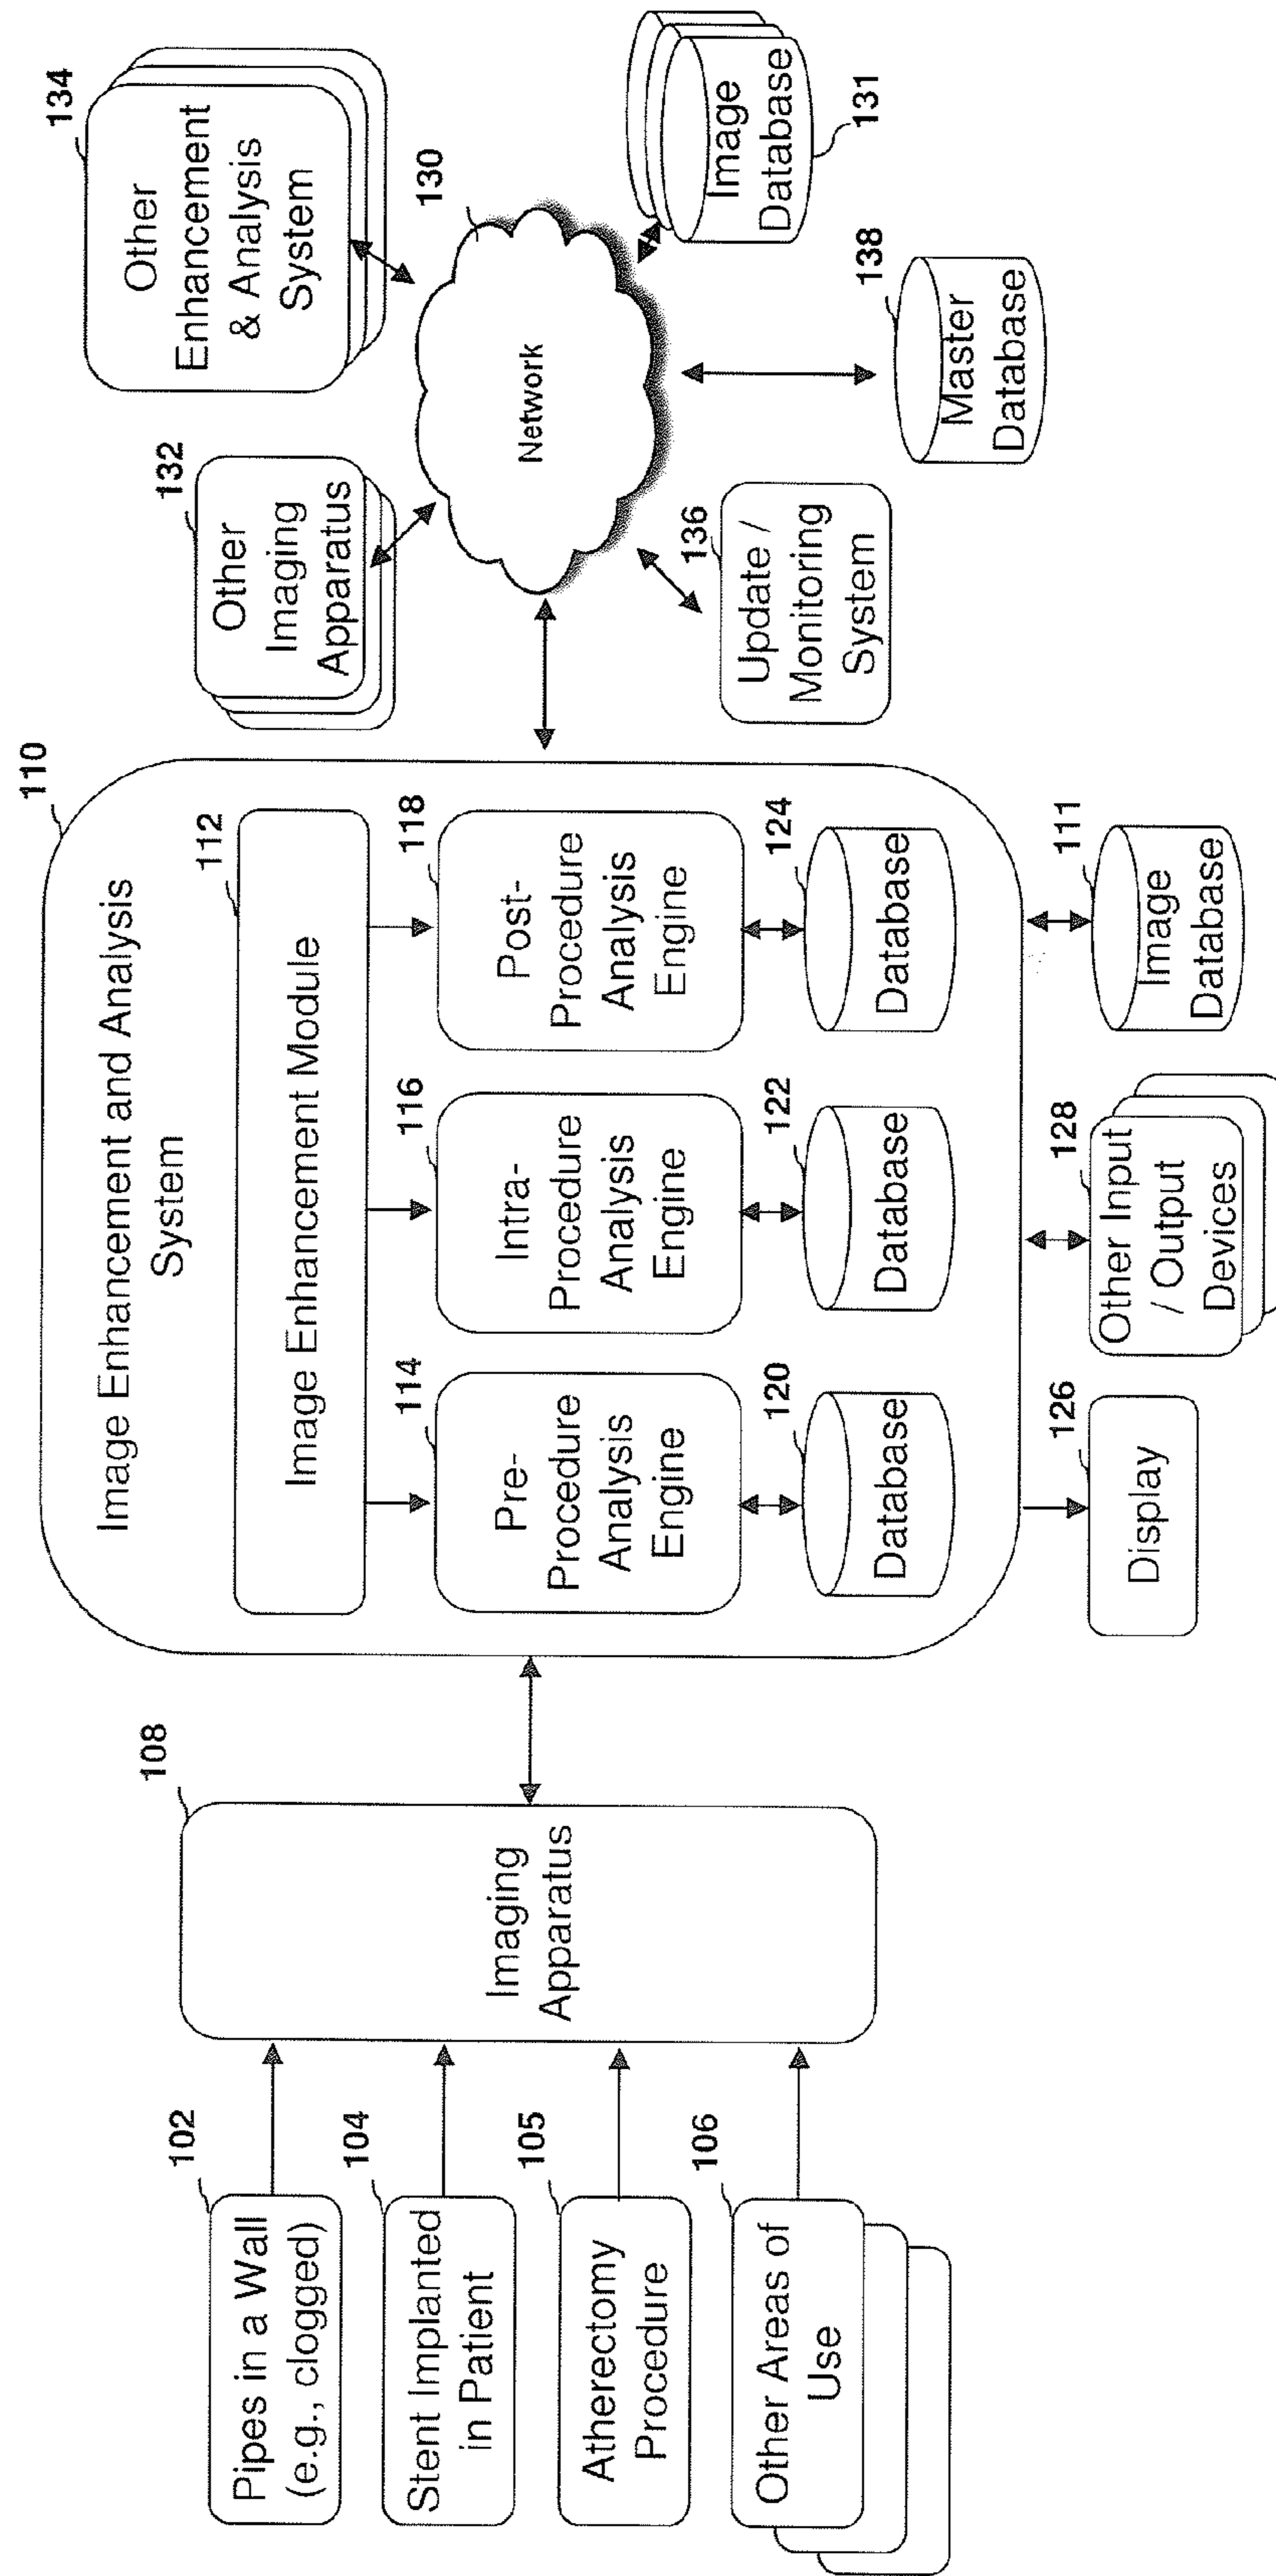 102
Pipes in a Wall
(e.g., clogged)
104
Stent Implanted
in Patient
105
Atherectomy
Procedure
106
Other Areas of
Use
108
Imaging
Apparatus
110
Image Enhancement and Analysis
System
112
Image Enhancement Module
114
Pre-
Procedure
Analysis
Engine
116
Intra-
Procedure
Analysis
Engine
118
Post-
Procedure
Analysis
Engine
120
Database
122
Database
124
Database
126
Display
128
Other Input
/ Output
Devices
111
Image
Database
132
Other
Imaging
Apparatus
134
Other
Enhancement
& Analysis
System
130
Network
136
Update /
Monitoring
System
138
Master
Database
Image
Database
131